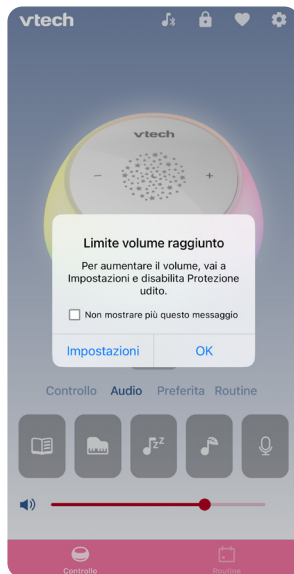 vtech
vtech
- +
Limite volume raggiunto
Per aumentare il volume, vai a
Impostazioni e disabilita Protezione
udito.
Non mostrare più questo messaggio
Impostazioni OK
Controllo Audio Preferita Routine
Controllo Routine